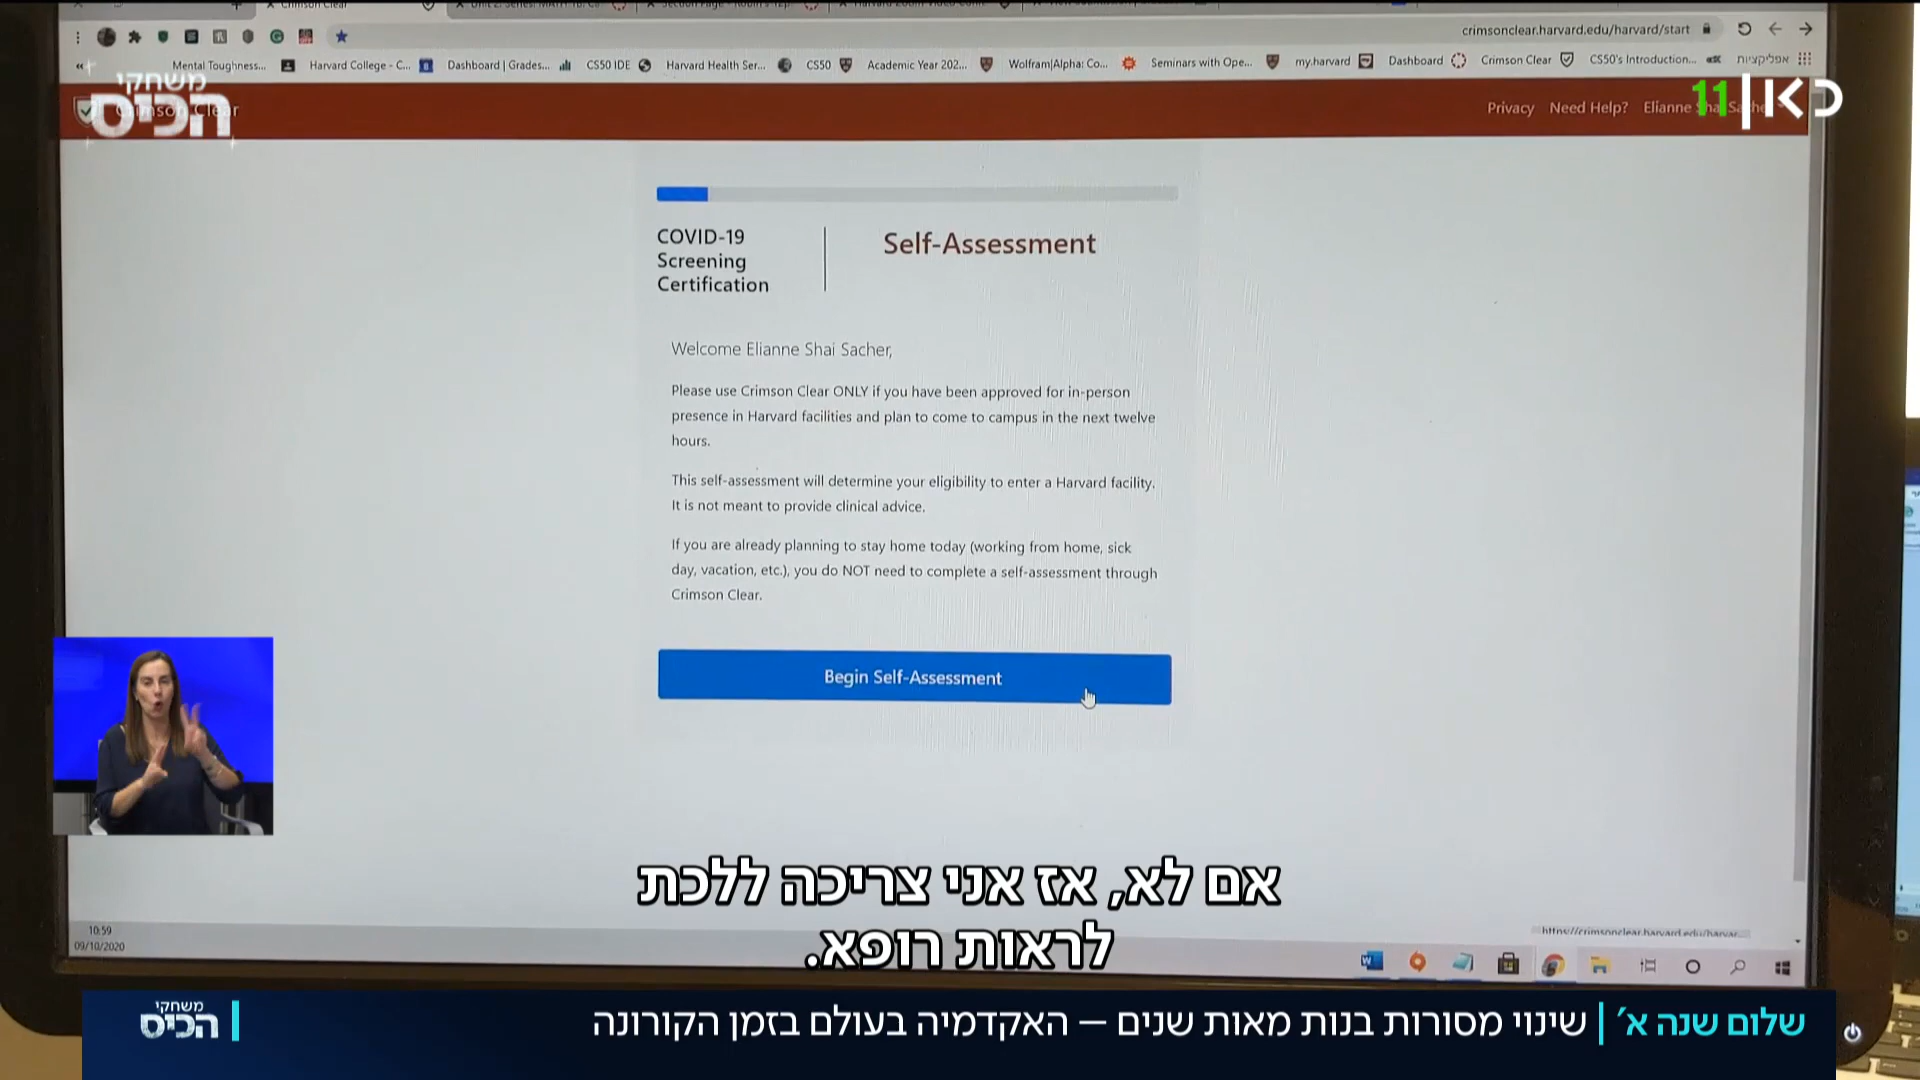 Crimson Clear
crimsonclear.harvard.edu/harvard/start
Mental Toughness...
Harvard College - C...
Dashboard | Grades...
CS50 IDE
Harvard Health Ser...
CS50
Academic Year 202...
Wolfram|Alpha: Co...
Seminars with Ope...
my.harvard
Dashboard
Crimson Clear
CS50's Introduction...
אפליקציות
משחקי
הכיס
Crimson Clear
Privacy
Need Help?
Elianne Shai Sacher
כאן 11
COVID-19
Screening
Certification
Self-Assessment
Welcome Elianne Shai Sacher,
Please use Crimson Clear ONLY if you have been approved for in-person
presence in Harvard facilities and plan to come to campus in the next twelve
hours.
This self-assessment will determine your eligibility to enter a Harvard facility.
It is not meant to provide clinical advice.
If you are already planning to stay home today (working from home, sick
day, vacation, etc.), you do NOT need to complete a self-assessment through
Crimson Clear.
Begin Self-Assessment
אם לא, אז אני צריכה ללכת
לראות רופא.
10:59
09/10/2020
שלום שנה א' | שינוי מסורות בנות מאות שנים – האקדמיה בעולם בזמן הקורונה
משחקי
הכיס